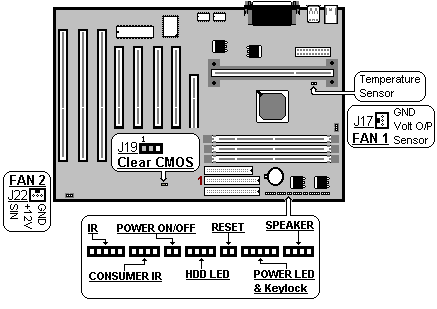 Temperature
Sensor
J17 GND
Volt O/P
FAN 1 Sensor
J19 1
Clear CMOS
1
FAN 2
J22
SIN
+12V
GND
IR POWER ON/OFF RESET SPEAKER
CONSUMER IR HDD LED POWER LED
& Keylock